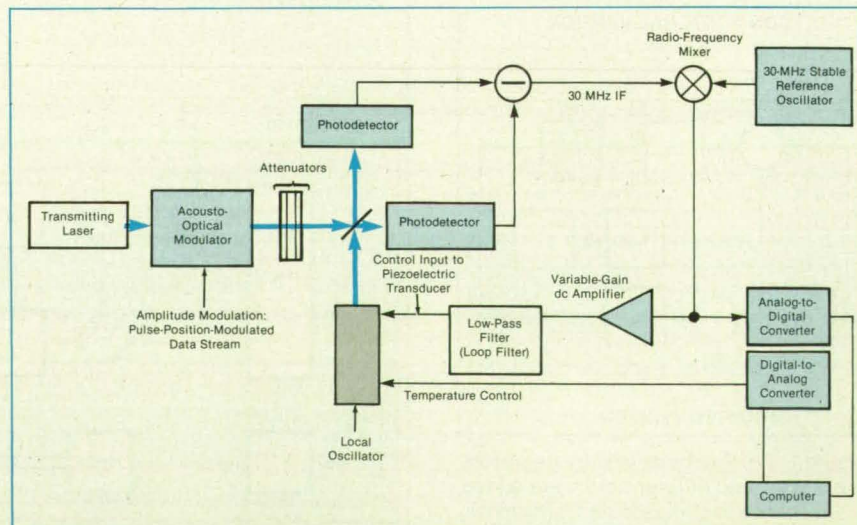 Radio-Frequency
Mixer
30-MHz Stable
Reference
Oscillator
30 MHz IF
Photodetector
Attenuators
Transmitting
Laser
Acousto-
Optical
Modulator
Photodetector
Control Input to
Piezoelectric
Transducer
Variable-Gain
dc Amplifier
Amplitude Modulation:
Pulse-Position-Modulated
Data Stream
Low-Pass
Filter
(Loop Filter)
Analog-to-
Digital
Converter
Digital-to-
Analog
Converter
Temperature Control
Local
Oscillator
Computer